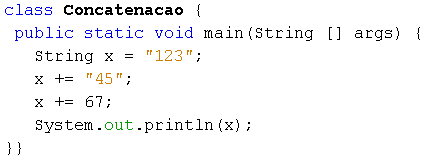 class Concatenacao {
public static void main(String [] args) {
String x = "123";
x += "45";
x += 67;
System.out.println(x);
}}